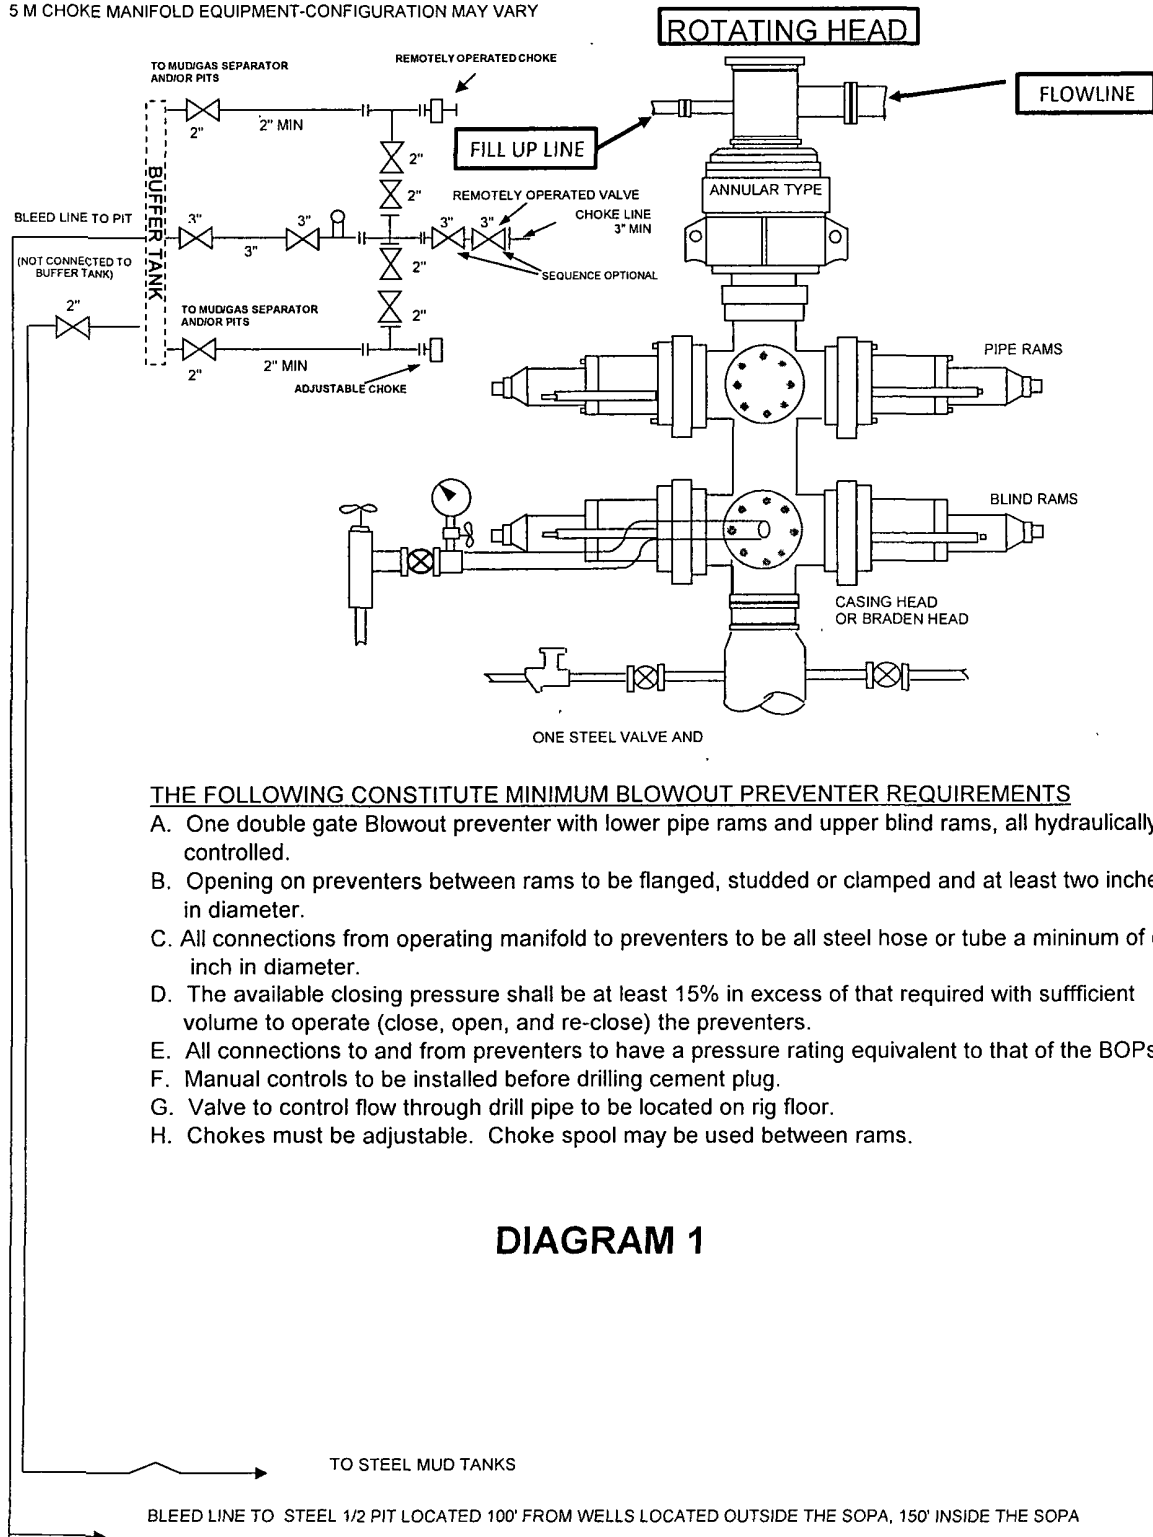 5 M CHOKE MANIFOLD EQUIPMENT-CONFIGURATION MAY VARY
ROTATING HEAD
TO MUD/GAS SEPARATOR
AND/OR PITS
REMOTELY OPERATED CHOKE
FLOWLINE
2"
2" MIN
FILL UP LINE
2"
BUFFER TANK
2"
REMOTELY OPERATED VALVE
ANNULAR TYPE
BLEED LINE TO PIT
3"
3"
3"
3"
CHOKE LINE
3" MIN
3"
(NOT CONNECTED TO
BUFFER TANK)
2"
SEQUENCE OPTIONAL
2"
TO MUD/GAS SEPARATOR
AND/OR PITS
2"
2"
2" MIN
ADJUSTABLE CHOKE
PIPE RAMS
BLIND RAMS
CASING HEAD
OR BRADEN HEAD
ONE STEEL VALVE AND
THE FOLLOWING CONSTITUTE MINIMUM BLOWOUT PREVENTER REQUIREMENTS
A. One double gate Blowout preventer with lower pipe rams and upper blind rams, all hydraulically
controlled.
B. Opening on preventers between rams to be flanged, studded or clamped and at least two inche
in diameter.
C. All connections from operating manifold to preventers to be all steel hose or tube a mininum of
inch in diameter.
D. The available closing pressure shall be at least 15% in excess of that required with suffficient
volume to operate (close, open, and re-close) the preventers.
E. All connections to and from preventers to have a pressure rating equivalent to that of the BOPs
F. Manual controls to be installed before drilling cement plug.
G. Valve to control flow through drill pipe to be located on rig floor.
H. Chokes must be adjustable. Choke spool may be used between rams.
DIAGRAM 1
TO STEEL MUD TANKS
BLEED LINE TO STEEL 1/2 PIT LOCATED 100' FROM WELLS LOCATED OUTSIDE THE SOPA, 150' INSIDE THE SOPA